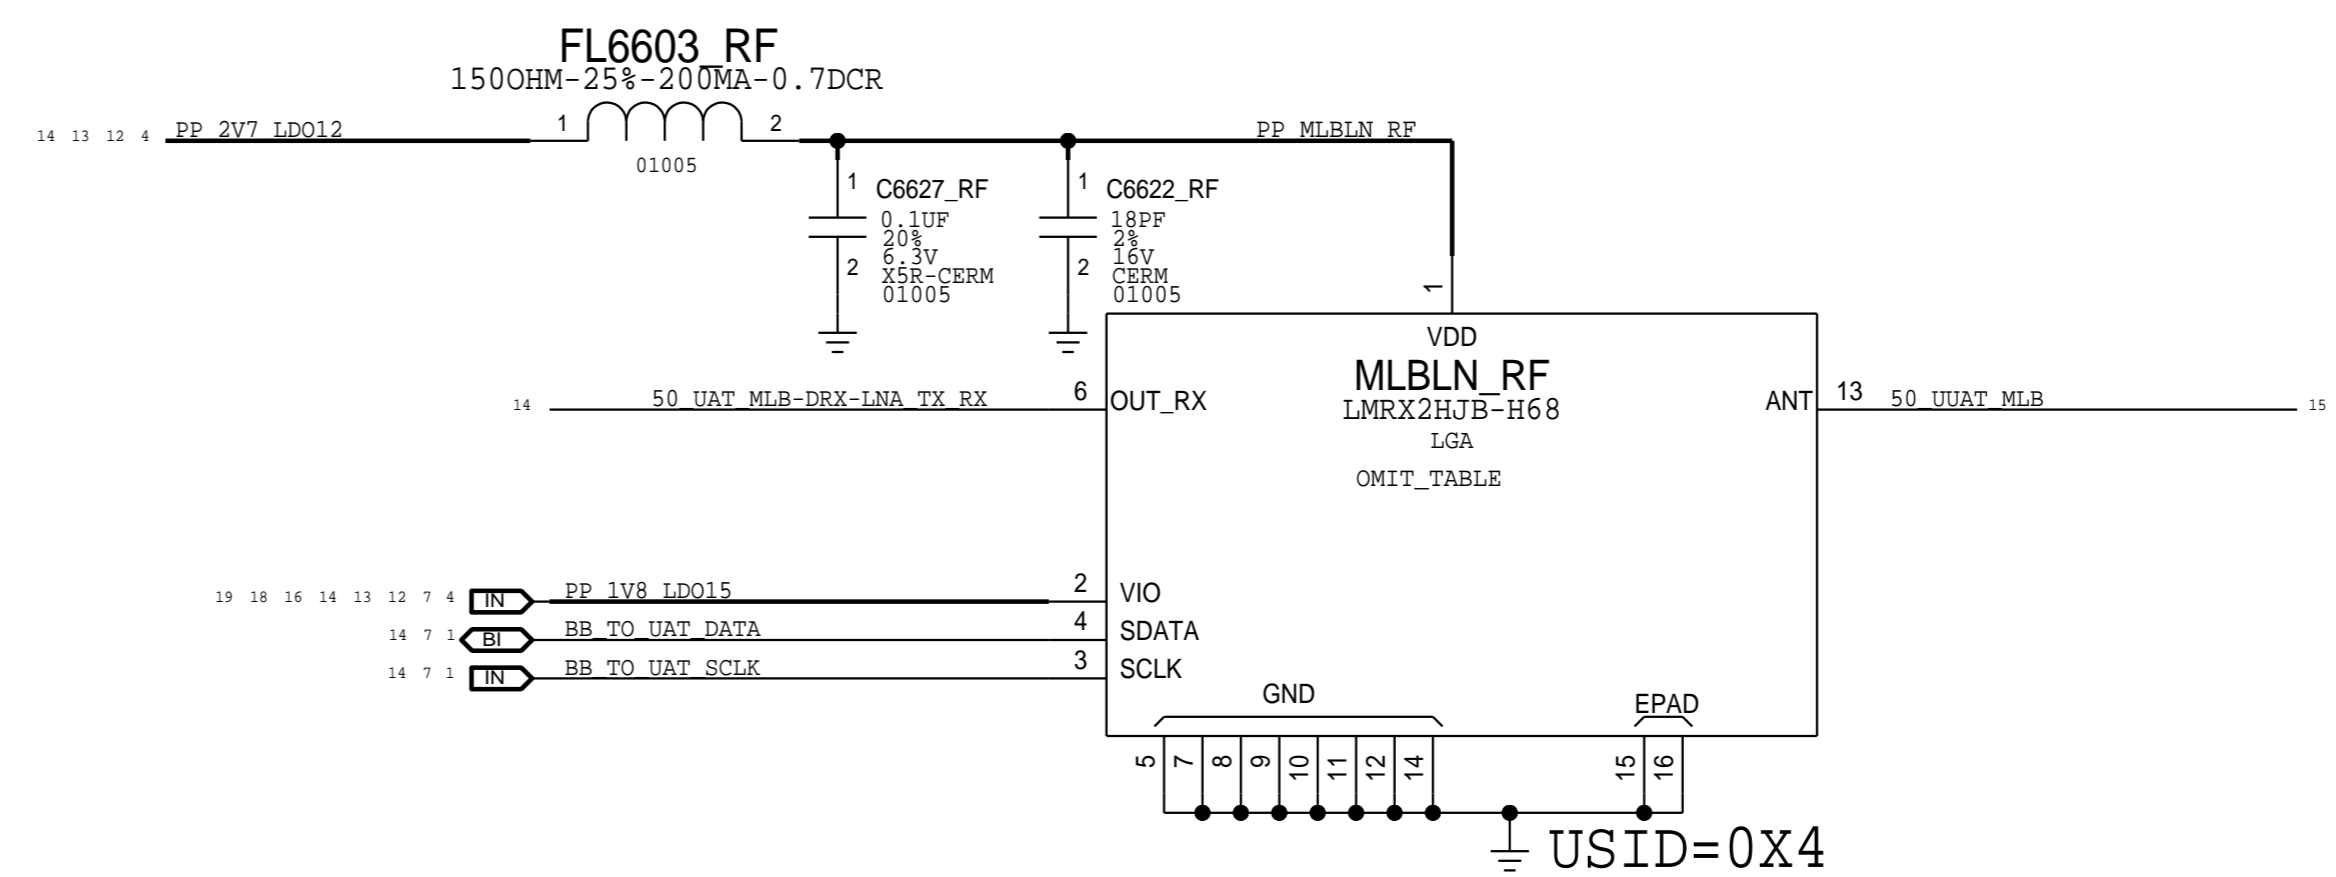 FL6603_RF
150OHM-25%-200MA-0.7DCR
14 13 12 4 PP_2V7_LDO12 1 2 PP_MLBLN_RF
01005
1 C6627_RF
0.1UF
20%
6.3V
2 X5R-CERM
01005
1 C6622_RF
18PF
2%
16V
2 CERM
01005
1
VDD
MLBLN_RF
LMRX2HJB-H68
LGA
OMIT_TABLE
14 50_UAT_MLB-DRX-LNA_TX_RX 6 OUT_RX
ANT 13 50_UUAT_MLB 15
19 18 16 14 13 12 7 4 IN PP_1V8_LDO15 2 VIO
14 7 1 BI BB_TO_UAT_DATA 4 SDATA
14 7 1 IN BB_TO_UAT_SCLK 3 SCLK
GND EPAD
5 7 8 9 10 11 12 14 15 16
USID=0X4